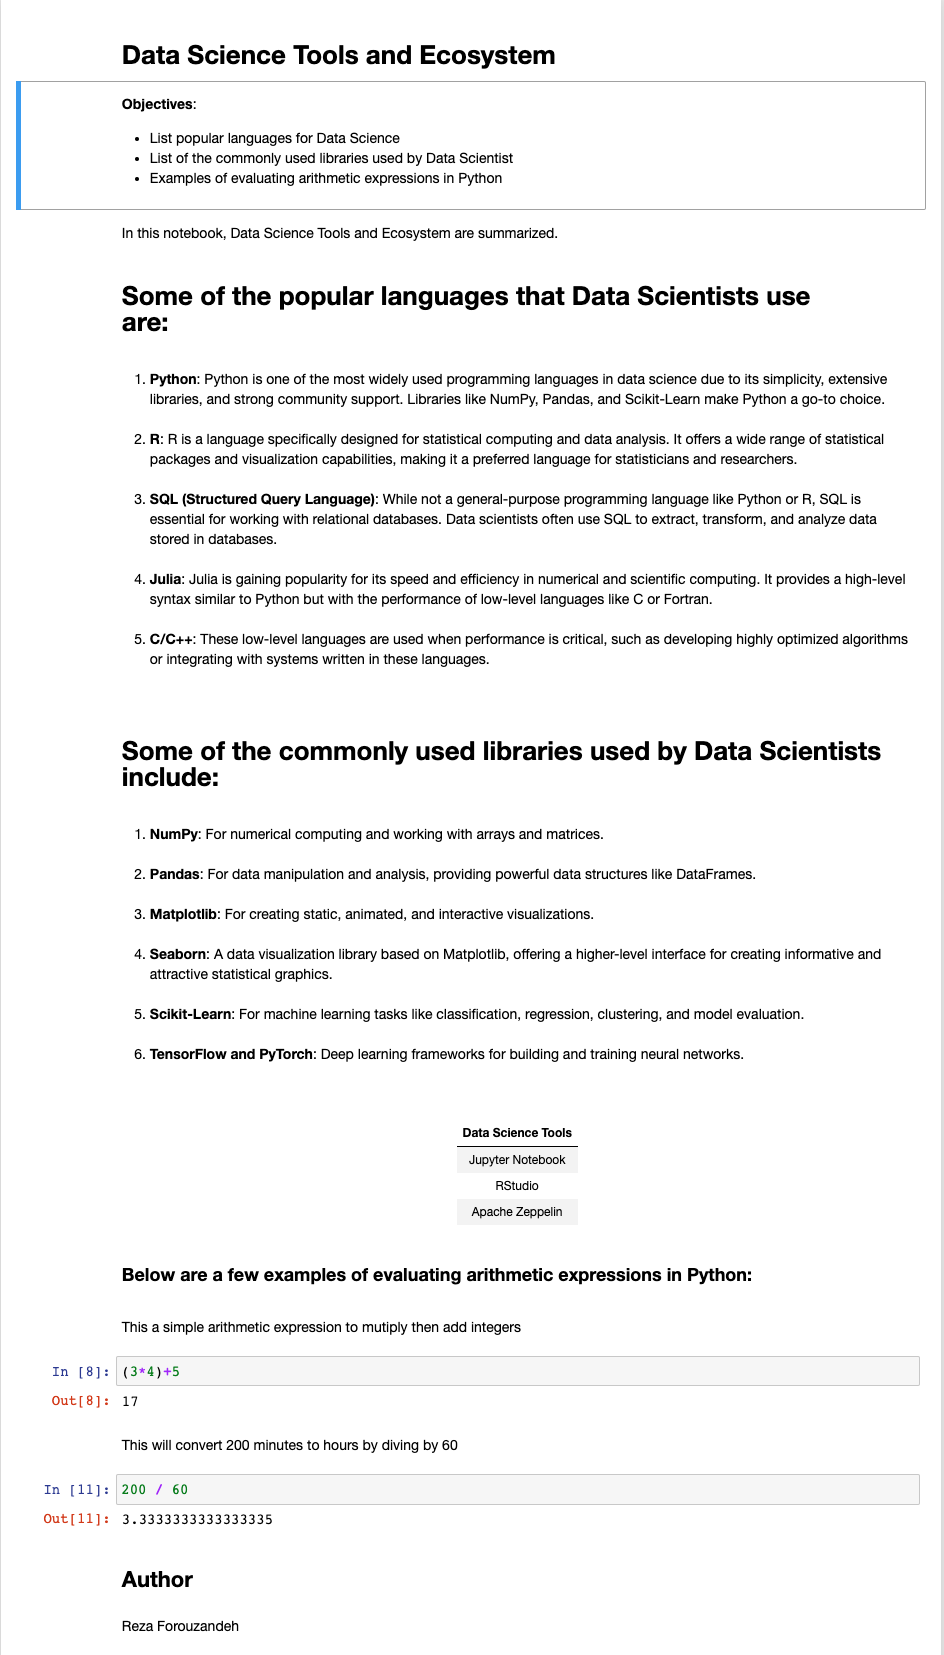 Data Science Tools and Ecosystem
Objectives:
• List popular languages for Data Science
• List of the commonly used libraries used by Data Scientist
• Examples of evaluating arithmetic expressions in Python
In this notebook, Data Science Tools and Ecosystem are summarized.
Some of the popular languages that Data Scientists use
are:
1. Python: Python is one of the most widely used programming languages in data science due to its simplicity, extensive
libraries, and strong community support. Libraries like NumPy, Pandas, and Scikit-Learn make Python a go-to choice.
2. R: R is a language specifically designed for statistical computing and data analysis. It offers a wide range of statistical
packages and visualization capabilities, making it a preferred language for statisticians and researchers.
3. SQL (Structured Query Language): While not a general-purpose programming language like Python or R, SQL is
essential for working with relational databases. Data scientists often use SQL to extract, transform, and analyze data
stored in databases.
4. Julia: Julia is gaining popularity for its speed and efficiency in numerical and scientific computing. It provides a high-level
syntax similar to Python but with the performance of low-level languages like C or Fortran.
5. C/C++: These low-level languages are used when performance is critical, such as developing highly optimized algorithms
or integrating with systems written in these languages.
Some of the commonly used libraries used by Data Scientists
include:
1. NumPy: For numerical computing and working with arrays and matrices.
2. Pandas: For data manipulation and analysis, providing powerful data structures like DataFrames.
3. Matplotlib: For creating static, animated, and interactive visualizations.
4. Seaborn: A data visualization library based on Matplotlib, offering a higher-level interface for creating informative and
attractive statistical graphics.
5. Scikit-Learn: For machine learning tasks like classification, regression, clustering, and model evaluation.
6. TensorFlow and PyTorch: Deep learning frameworks for building and training neural networks.
Data Science Tools
Jupyter Notebook
RStudio
Apache Zeppelin
Below are a few examples of evaluating arithmetic expressions in Python:
This a simple arithmetic expression to mutiply then add integers
In [8]: (3*4)+5
Out[8]: 17
This will convert 200 minutes to hours by diving by 60
In [11]: 200 / 60
Out[11]: 3.3333333333333335
Author
Reza Forouzandeh